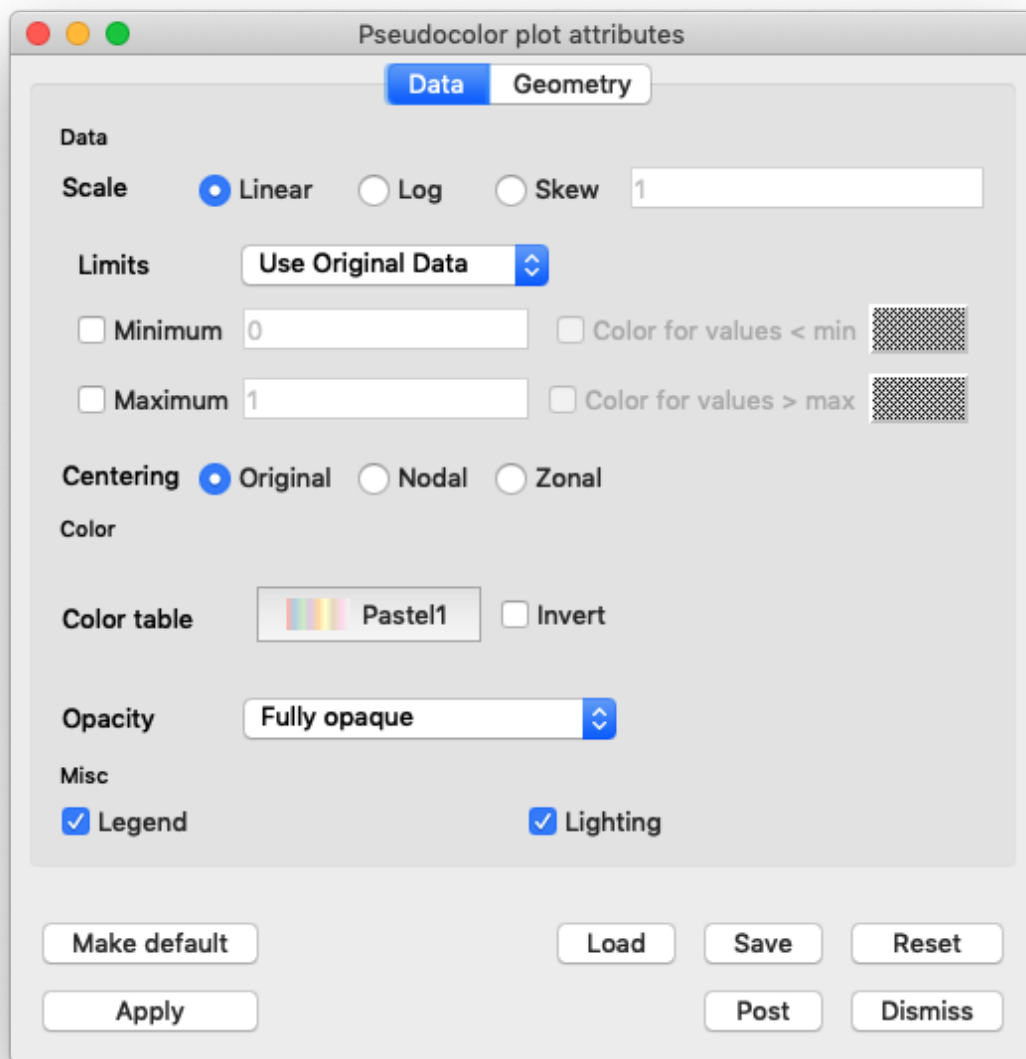 Pseudocolor plot attributes
Data Geometry
Data
Scale Linear Log Skew 1
Limits Use Original Data
Minimum 0 Color for values < min
Maximum 1 Color for values > max
Centering Original Nodal Zonal
Color
Color table Pastel1 Invert
Opacity Fully opaque
Misc
Legend Lighting
Make default Load Save Reset
Apply Post Dismiss